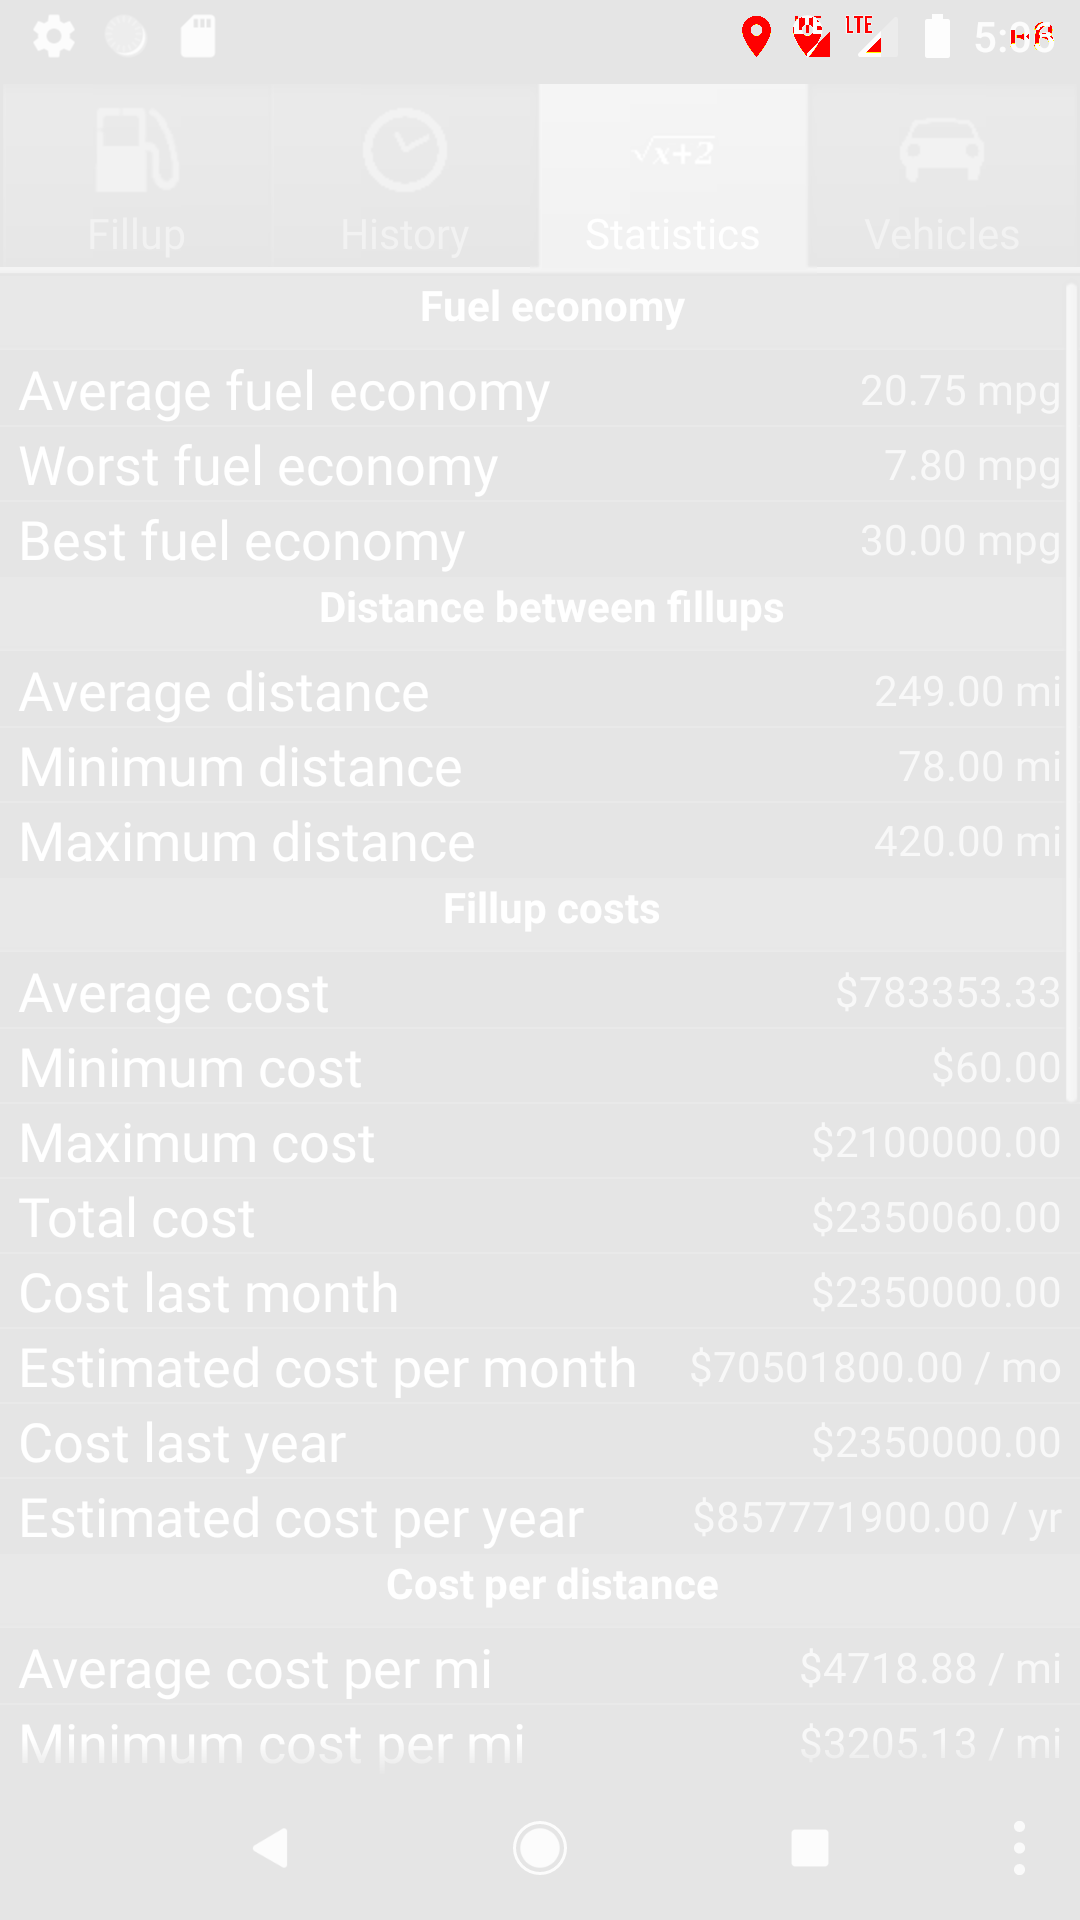 LTE LTE
Fillup History √x+2 Statistics Vehicles
Fuel economy
Average fuel economy 20.75 mpg
Worst fuel economy 7.80 mpg
Best fuel economy 30.00 mpg
Distance between fillups
Average distance 249.00 mi
Minimum distance 78.00 mi
Maximum distance 420.00 mi
Fillup costs
Average cost $783353.33
Minimum cost $60.00
Maximum cost $2100000.00
Total cost $2350060.00
Cost last month $2350000.00
Estimated cost per month $70501800.00 / mo
Cost last year $2350000.00
Estimated cost per year $857771900.00 / yr
Cost per distance
Average cost per mi $4718.88 / mi
Minimum cost per mi $3205.13 / mi